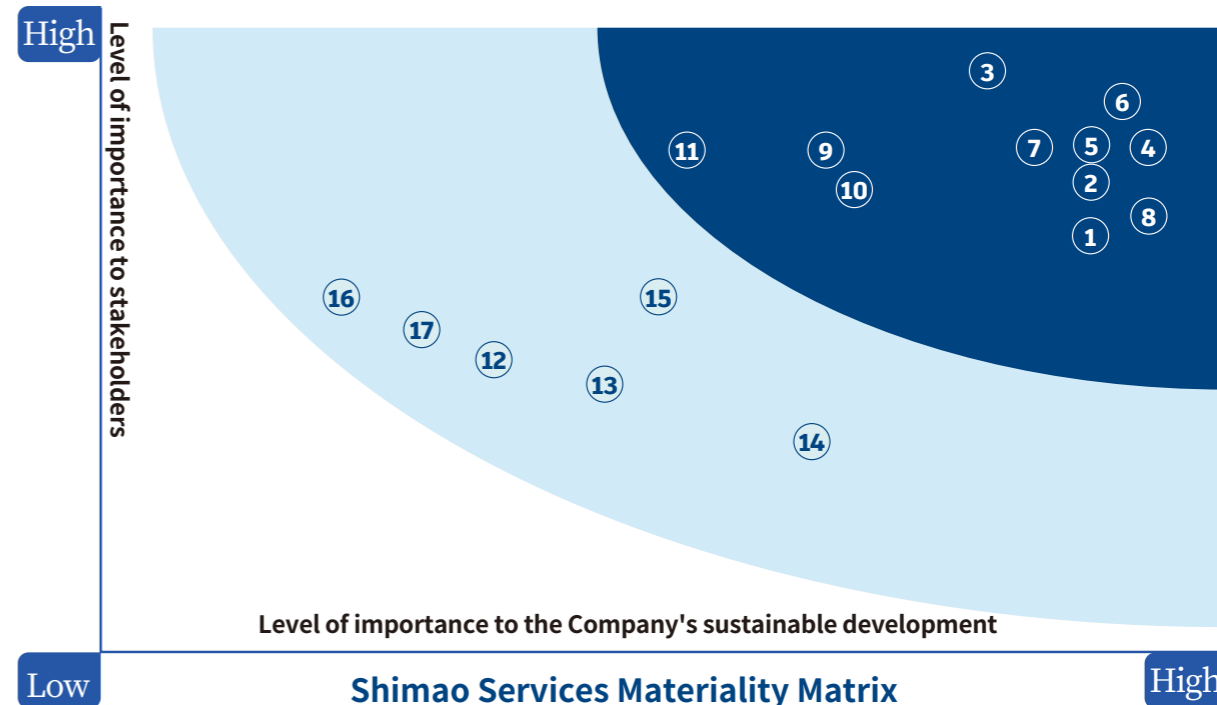 High
Level of importance to stakeholders
3
6
11
9
7
5
4
10
2
8
1
16
15
17
12
13
14
Level of importance to the Company's sustainable development
Low
Shimao Services Materiality Matrix
High